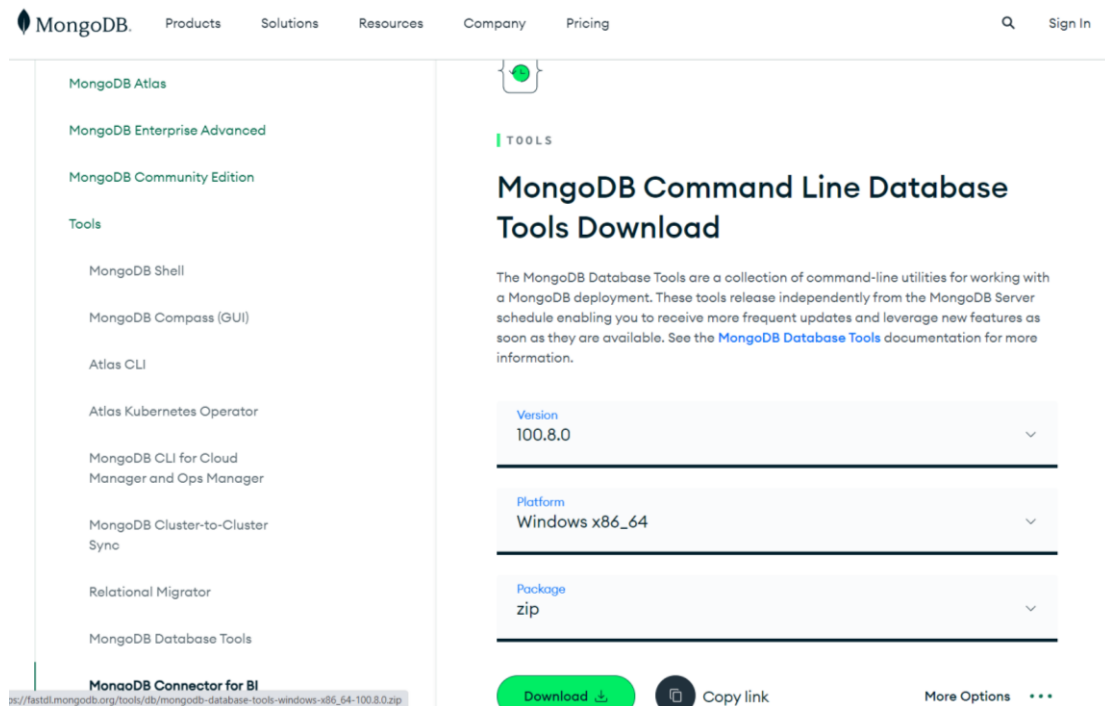 MongoDB.
Products
Solutions
Resources
Company
Pricing
Sign In
MongoDB Atlas
MongoDB Enterprise Advanced
MongoDB Community Edition
Tools
MongoDB Shell
MongoDB Compass (GUI)
Atlas CLI
Atlas Kubernetes Operator
MongoDB CLI for Cloud
Manager and Ops Manager
MongoDB Cluster-to-Cluster
Sync
Relational Migrator
MongoDB Database Tools
MongoDB Connector for BI
ps://fastdl.mongodb.org/tools/db/mongodb-database-tools-windows-x86_64-100.8.0.zip
TOOLS
MongoDB Command Line Database
Tools Download
The MongoDB Database Tools are a collection of command-line utilities for working with
a MongoDB deployment. These tools release independently from the MongoDB Server
schedule enabling you to receive more frequent updates and leverage new features as
soon as they are available. See the MongoDB Database Tools documentation for more
information.
Version
100.8.0
Platform
Windows x86_64
Package
zip
Download
Copy link
More Options